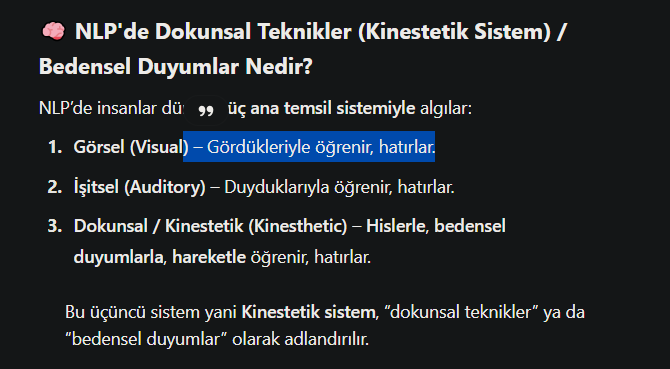 🧠 NLP'de Dokunsal Teknikler (Kinestetik Sistem) /
Bedensel Duyumlar Nedir?
NLP’de insanlar üç ana temsil sistemiyle algılar:
1. Görsel (Visual) – Gördükleriyle öğrenir, hatırlar.
2. İşitsel (Auditory) – Duyduklarıyla öğrenir, hatırlar.
3. Dokunsal / Kinestetik (Kinesthetic) – Hislerle, bedensel
duyumlarla, hareketle öğrenir, hatırlar.
Bu üçüncü sistem yani Kinestetik sistem, “dokunsal teknikler” ya da
“bedensel duyumlar” olarak adlandırılır.